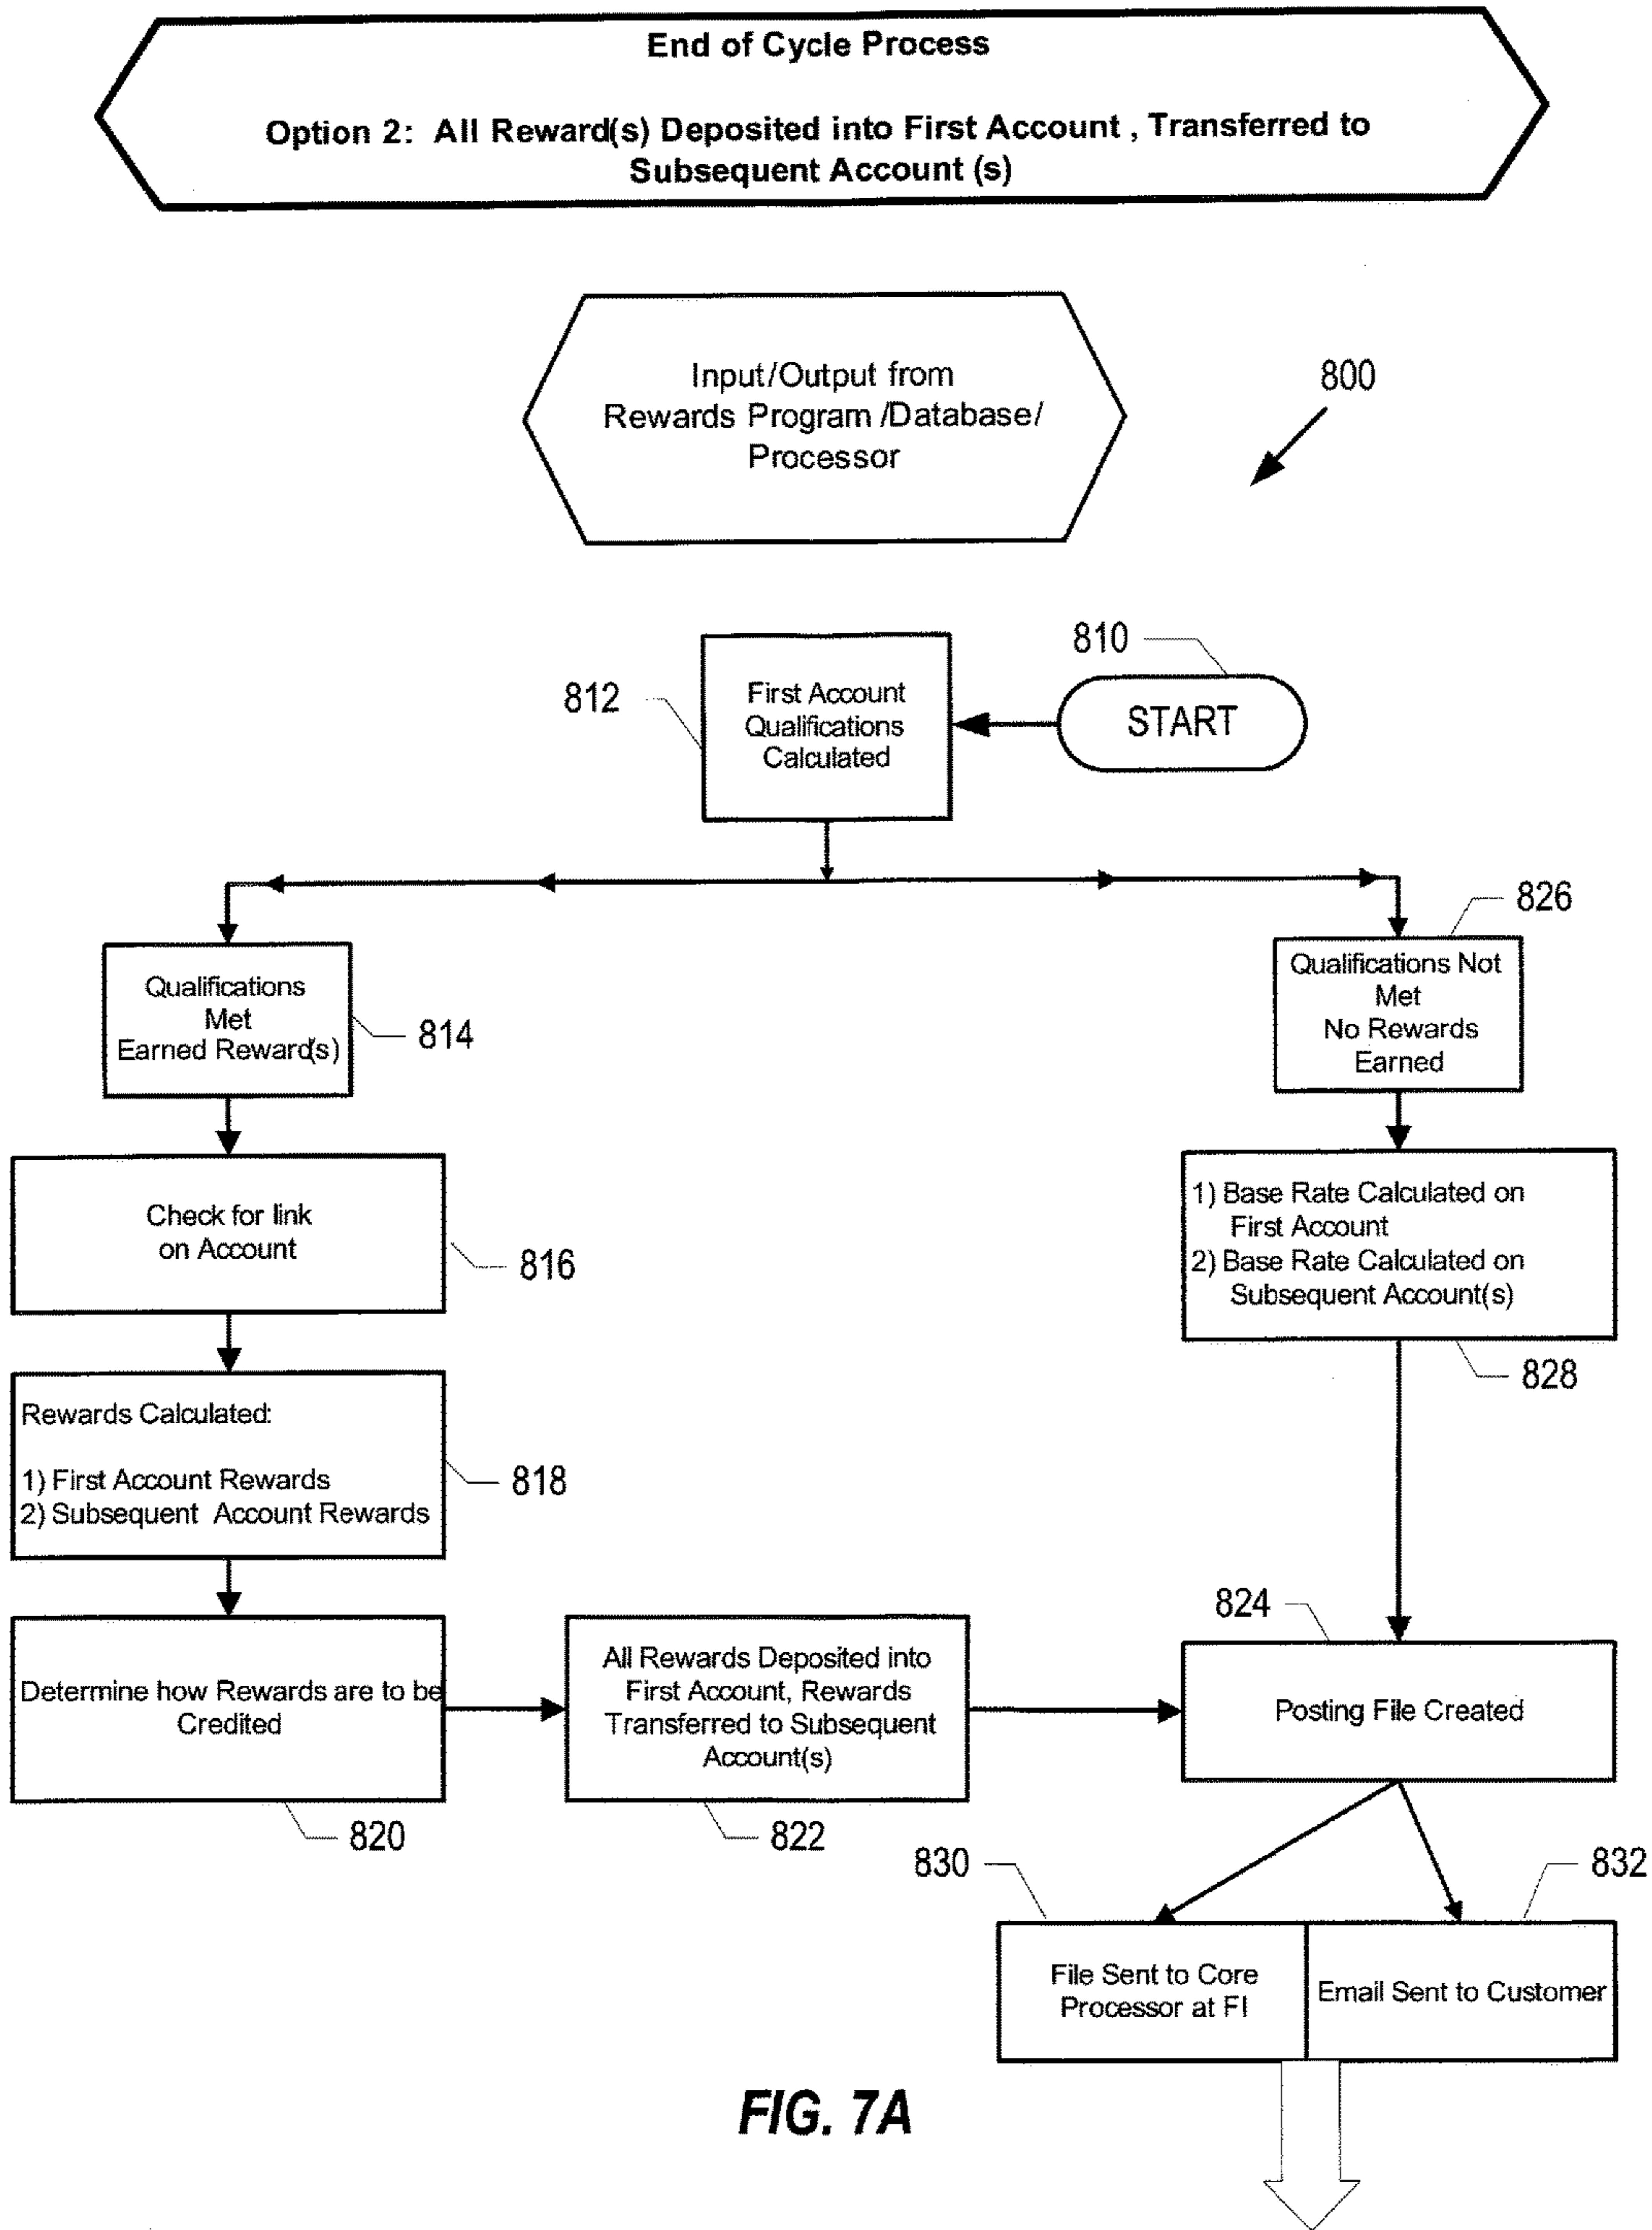 End of Cycle Process
Option 2: All Reward(s) Deposited into First Account , Transferred to
Subsequent Account (s)
Input/Output from
Rewards Program /Database/
Processor
800
810
812
First Account
Qualifications
Calculated
START
826
Qualifications
Met
Earned Reward(s)
814
Qualifications Not
Met
No Rewards
Earned
Check for link
on Account
816
1) Base Rate Calculated on
First Account
2) Base Rate Calculated on
Subsequent Account(s)
828
Rewards Calculated:
1) First Account Rewards
2) Subsequent Account Rewards
818
824
Determine how Rewards are to be
Credited
820
All Rewards Deposited into
First Account, Rewards
Transferred to Subsequent
Account(s)
822
Posting File Created
830
832
File Sent to Core
Processor at FI
Email Sent to Customer
FIG. 7A